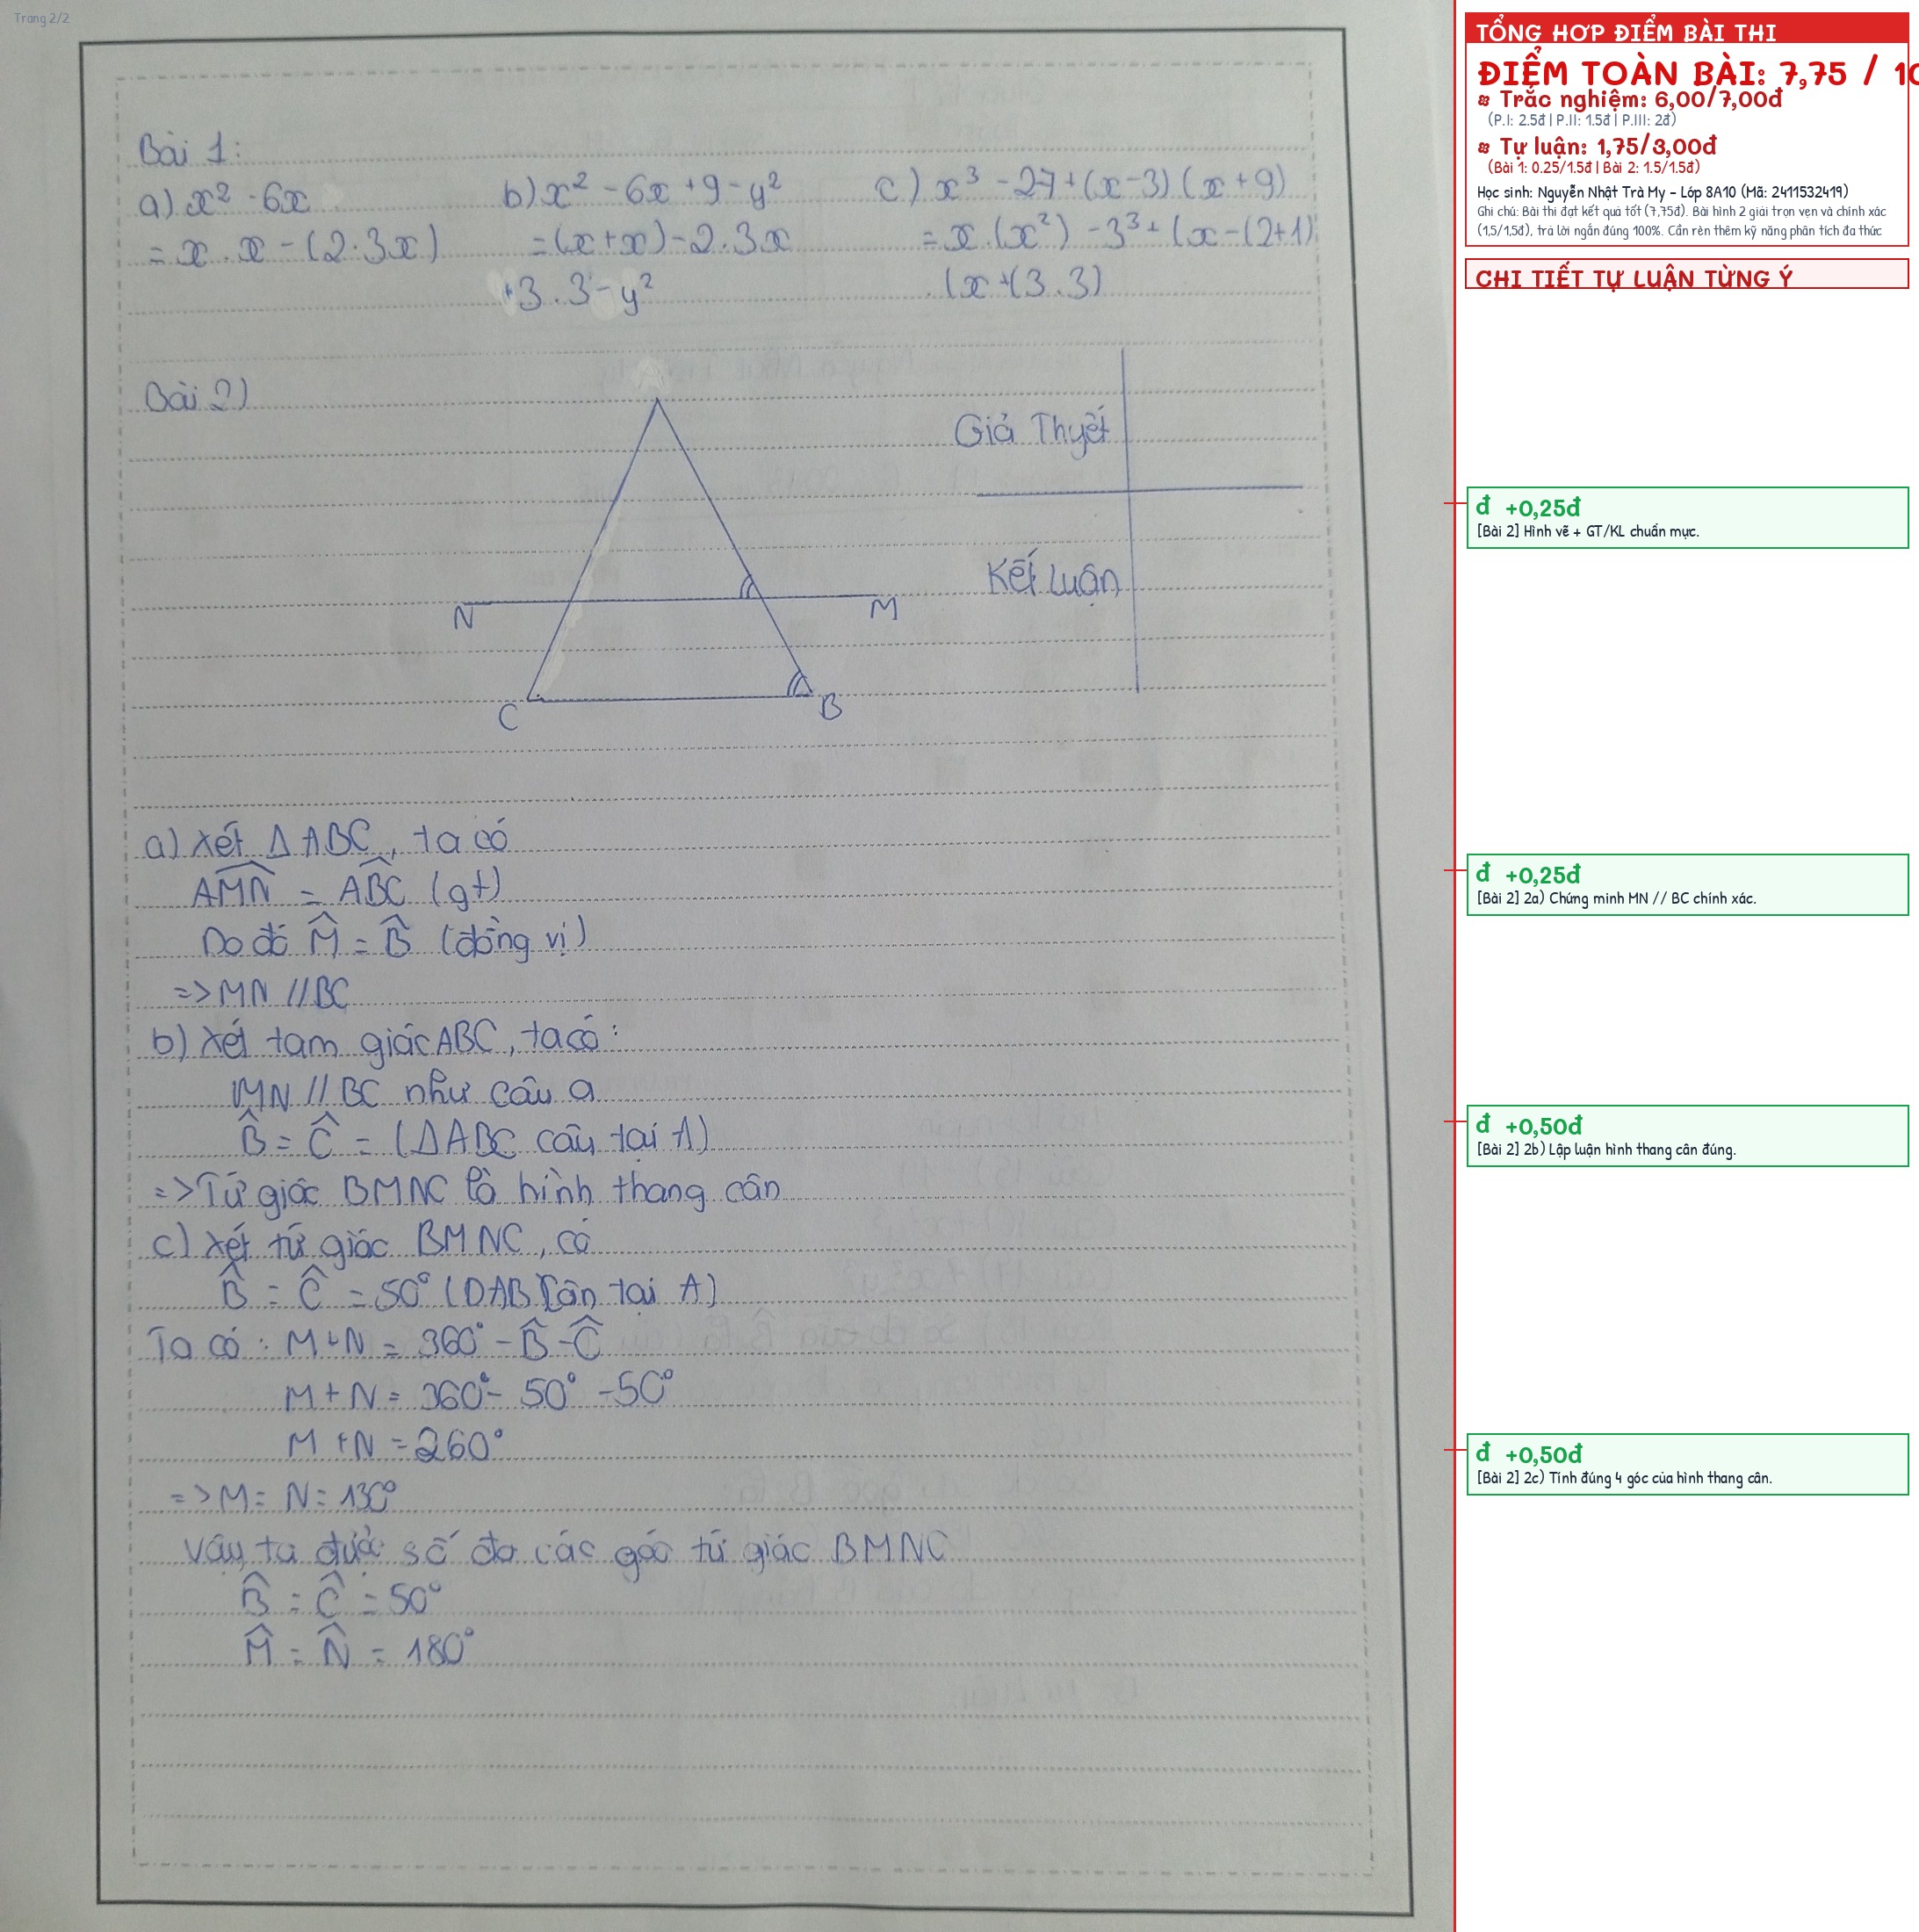 Trang 2/2
Bài 1:
a) x² - 6x
= x . x - (2 . 3x)
b) x² - 6x + 9 - y²
= (x + x) - 2 . 3x
+ 3 . 3 - y²
c) x³ - 27 + (x - 3) (x + 9)
= x . (x²) - 3³ + (x - (2+1)
. (x + (3 . 3)
Bài 2)
Giả Thyết
Kết Luận
N
M
C
B
a) Xét Δ ABC, ta có
AMN̂ = AB̂C (gt)
Do đó M̂ = B̂ (đồng vị)
=> MN // BC
b) Xét tam giác ABC, ta có :
MN // BC như câu a
B̂ = Ĉ = (ΔABC cân tại A)
=> Tứ giác BMNC là hình thang cân
c) Xét tứ giác BMNC, có
B̂ = Ĉ = 50° (DABC cân tại A)
Ta có : M + N = 360° - B̂ - Ĉ
M + N = 360° - 50° - 50°
M + N = 260°
=> M = N = 130°
Vậy ta được số đo các góc tứ giác BMNC
B̂ = Ĉ = 50°
M̂ = N̂ = 180°
TỔNG HỢP ĐIỂM BÀI THI
ĐIỂM TOÀN BÀI: 7,75 / 10
Trắc nghiệm: 6,00/7,00đ
(P.I: 2.5đ | P.II: 1.5đ | P.III: 2đ)
Tự luận: 1,75/3,00đ
(Bài 1: 0.25/1.5đ | Bài 2: 1.5/1.5đ)
Học sinh: Nguyễn Nhật Trà My - Lớp 8A10 (Mã: 2411532419)
Ghi chú: Bài thi đạt kết quả tốt (7,75đ). Bài hình 2 giải trọn vẹn và chính xác
(1,5/1,5đ), trả lời ngắn đúng 100%. Cần rèn thêm kỹ năng phân tích đa thức
CHI TIẾT TỰ LUẬN TỪNG Ý
đ +0,25đ
[Bài 2] Hình vẽ + GT/KL chuẩn mực.
đ +0,25đ
[Bài 2] 2a) Chứng minh MN // BC chính xác.
đ +0,50đ
[Bài 2] 2b) Lập luận hình thang cân đúng.
đ +0,50đ
[Bài 2] 2c) Tính đúng 4 góc của hình thang cân.